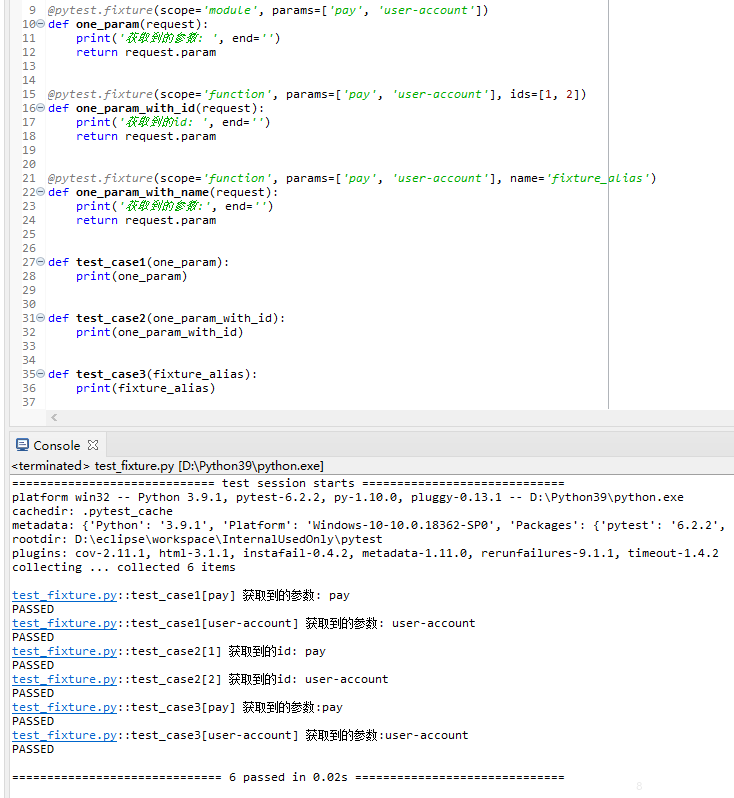 9 @pytest.fixture(scope='module', params=['pay', 'user-account'])
10 def one_param(request):
11     print('获取到的参数: ', end='')
12     return request.param
13
14
15 @pytest.fixture(scope='function', params=['pay', 'user-account'], ids=[1, 2])
16 def one_param_with_id(request):
17     print('获取到的id: ', end='')
18     return request.param
19
20
21 @pytest.fixture(scope='function', params=['pay', 'user-account'], name='fixture_alias')
22 def one_param_with_name(request):
23     print('获取到的参数:', end='')
24     return request.param
25
26
27 def test_case1(one_param):
28     print(one_param)
29
30
31 def test_case2(one_param_with_id):
32     print(one_param_with_id)
33
34
35 def test_case3(fixture_alias):
36     print(fixture_alias)
37
Console
<terminated> test_fixture.py [D:\Python39\python.exe]
============================= test session starts =============================
platform win32 -- Python 3.9.1, pytest-6.2.2, py-1.10.0, pluggy-0.13.1 -- D:\Python39\python.exe
cachedir: .pytest_cache
metadata: {'Python': '3.9.1', 'Platform': 'Windows-10-10.0.18362-SP0', 'Packages': {'pytest': '6.2.2',
rootdir: D:\eclipse\workspace\InternalUsedOnly\pytest
plugins: cov-2.11.1, html-3.1.1, instafail-0.4.2, metadata-1.11.0, rerunfailures-9.1.1, timeout-1.4.2
collecting ... collected 6 items
test_fixture.py::test_case1[pay] 获取到的参数: pay
PASSED
test_fixture.py::test_case1[user-account] 获取到的参数: user-account
PASSED
test_fixture.py::test_case2[1] 获取到的id: pay
PASSED
test_fixture.py::test_case2[2] 获取到的id: user-account
PASSED
test_fixture.py::test_case3[pay] 获取到的参数:pay
PASSED
test_fixture.py::test_case3[user-account] 获取到的参数:user-account
PASSED
============================== 6 passed in 0.02s ==============================
8